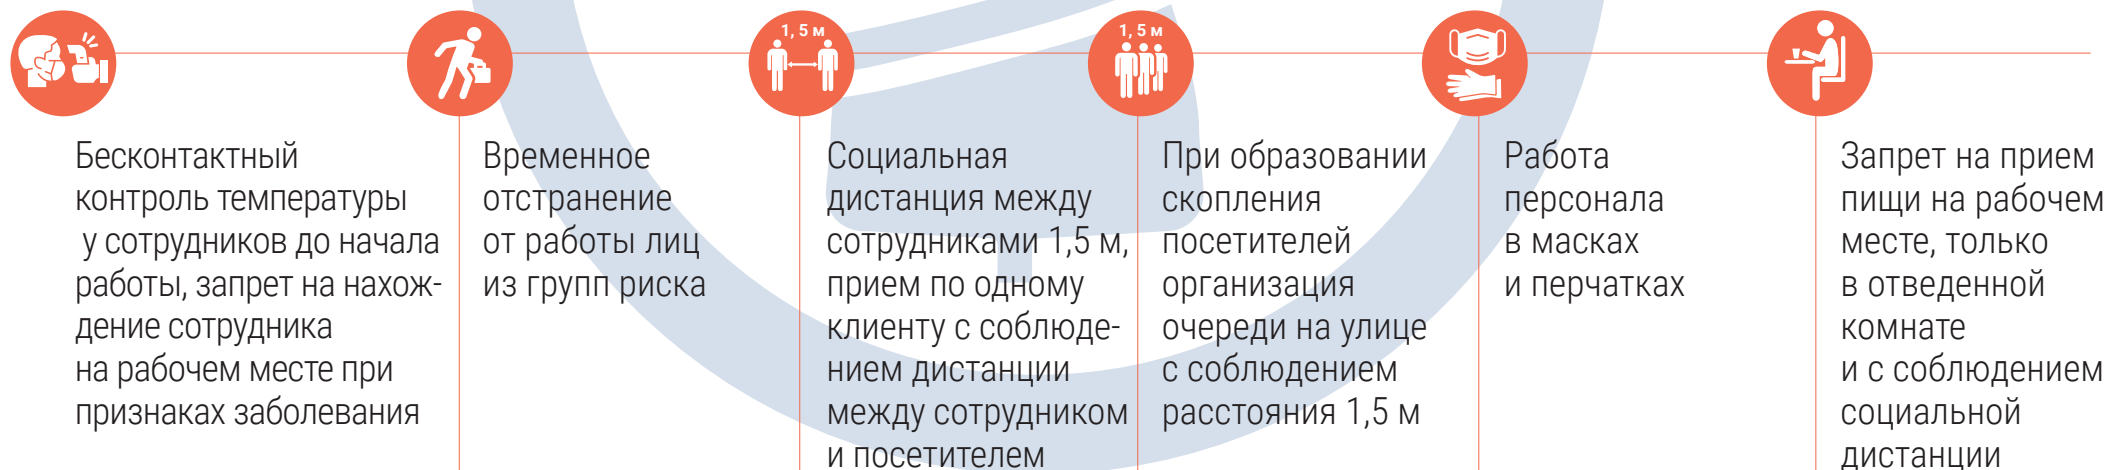 Бесконтактный
контроль температуры
у сотрудников до начала
работы, запрет на нахож-
дение сотрудника
на рабочем месте при
признаках заболевания
Временное
отстранение
от работы лиц
из групп риска
1, 5 м
Социальная
дистанция между
сотрудниками 1,5 м,
прием по одному
клиенту с соблюде-
нием дистанции
между сотрудником
и посетителем
1, 5 м
При образовании
скопления
посетителей
организация
очереди на улице
с соблюдением
расстояния 1,5 м
Работа
персонала
в масках
и перчатках
Запрет на прием
пищи на рабочем
месте, только
в отведенной
комнате
и с соблюдением
социальной
дистанции